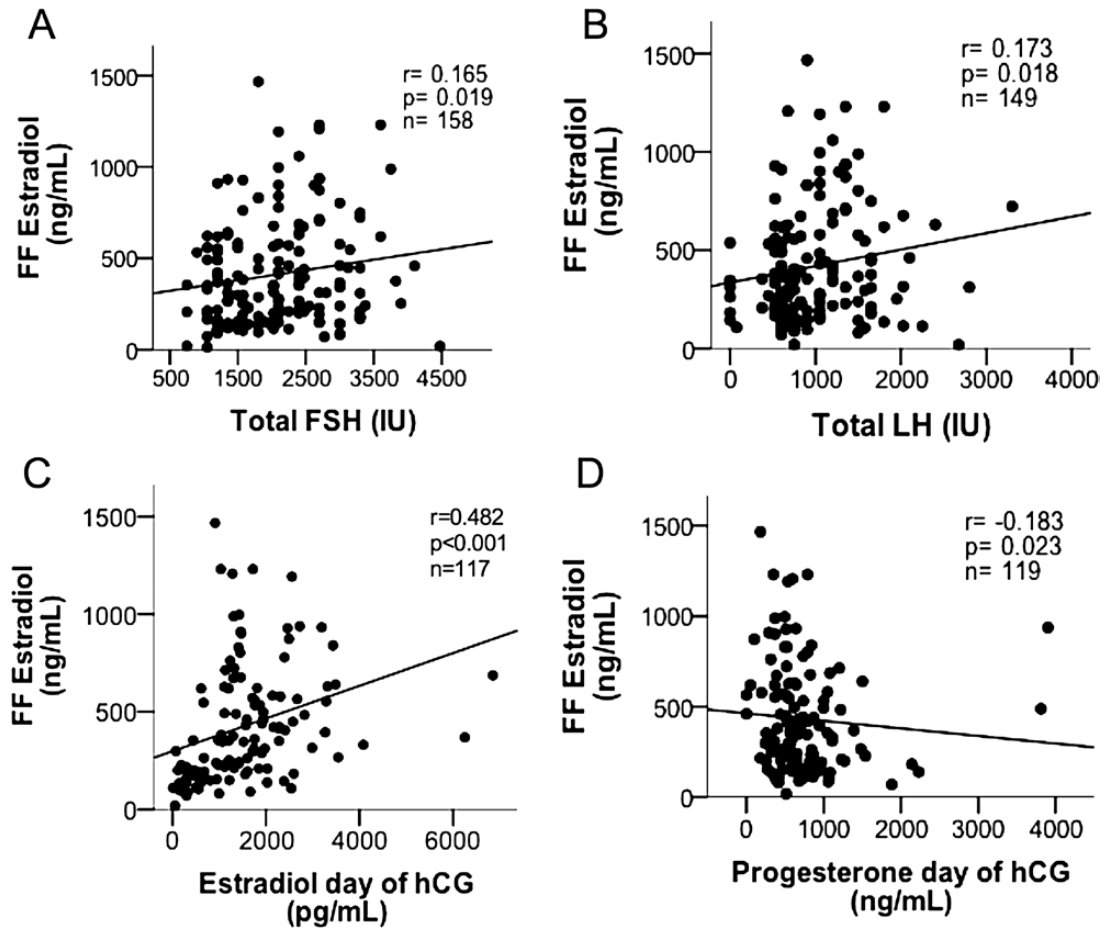 A
FF Estradiol
(ng/mL)
1500
1000
500
0
r= 0.165
p= 0.019
n= 158
500
1500
2500
3500
4500
Total FSH (IU)
B
FF Estradiol
(ng/mL)
1500
1000
500
0
r= 0.173
p= 0.018
n= 149
0
1000
2000
3000
4000
Total LH (IU)
C
FF Estradiol
(ng/mL)
1500
1000
500
0
r=0.482
p<0.001
n=117
0
2000
4000
6000
Estradiol day of hCG
(pg/mL)
D
FF Estradiol
(ng/mL)
1500
1000
500
0
r= -0.183
p= 0.023
n= 119
0
1000
2000
3000
4000
Progesterone day of hCG
(ng/mL)